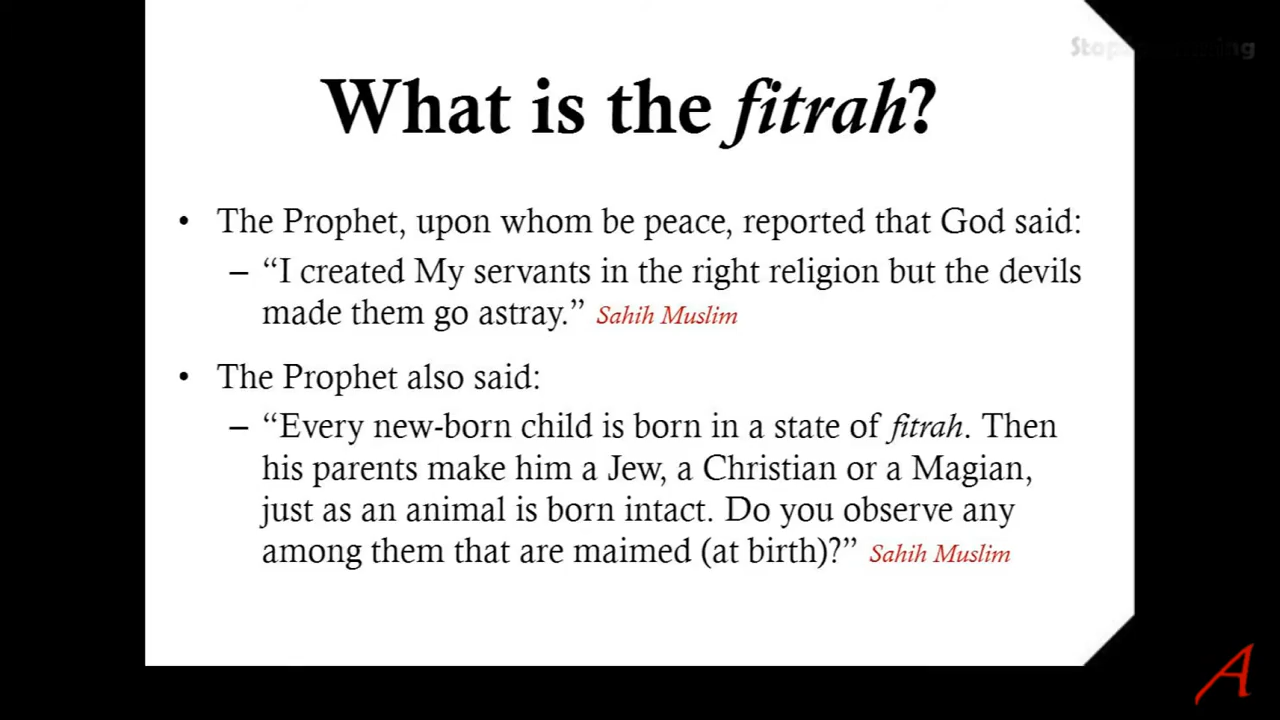 What is the fitrah?
• The Prophet, upon whom be peace, reported that God said:
– “I created My servants in the right religion but the devils
made them go astray.” Sahih Muslim
• The Prophet also said:
– “Every new-born child is born in a state of fitrah. Then
his parents make him a Jew, a Christian or a Magian,
just as an animal is born intact. Do you observe any
among them that are maimed (at birth)?” Sahih Muslim
A